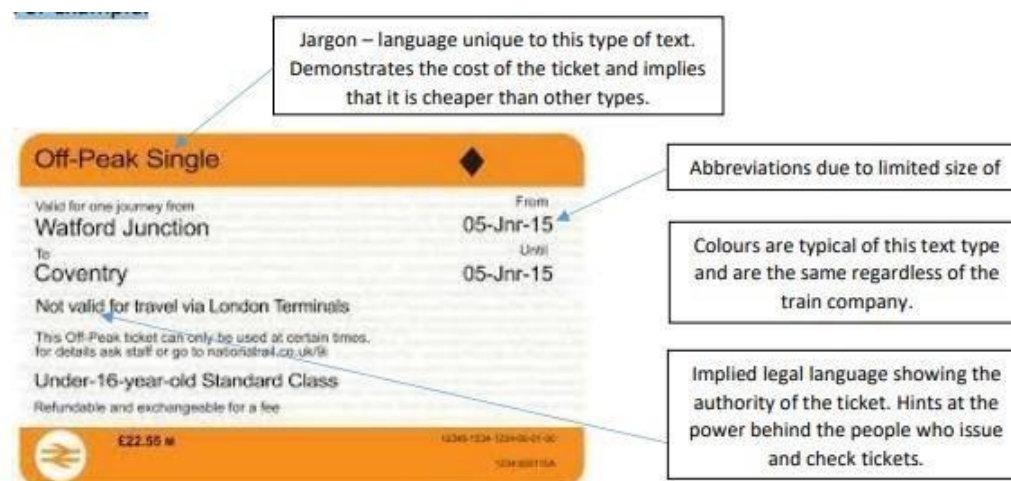 For example:
Jargon – language unique to this type of text.
Demonstrates the cost of the ticket and implies
that it is cheaper than other types.
Off-Peak Single
Valid for one journey from
From
Watford Junction
05-Jnr-15
To
Until
Coventry
05-Jnr-15
Not valid for travel via London Terminals
This Off-Peak ticket can only be used at certain times.
for details ask staff or go to nationalrail.co.uk/
Under-16-year-old Standard Class
Refundable and exchangeable for a fee
£22.55 M
Abbreviations due to limited size of
Colours are typical of this text type
and are the same regardless of the
train company.
Implied legal language showing the
authority of the ticket. Hints at the
power behind the people who issue
and check tickets.